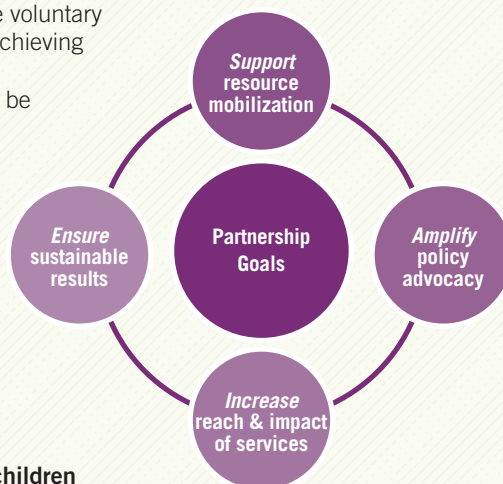 e voluntary
chieving
be
Support
resource
mobilization
Ensure
sustainable
results
Partnership
Goals
Amplify
policy
advocacy
Increase
reach & impact
of services
children